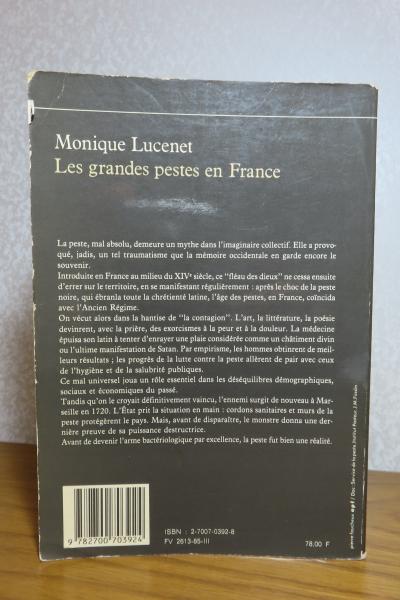 Monique Lucenet
Les grandes pestes en France
La peste, mal absolu, demeure un mythe dans l'imaginaire collectif. Elle a provo-
qué, jadis, un tel traumatisme que la mémoire occidentale en garde encore le
souvenir.
Introduite en France au milieu du XIVe siècle, ce "fléau des dieux" ne cessa ensuite
d'errer sur le territoire, en se manifestant régulièrement : après le choc de la peste
noire, qui ébranla toute la chrétienté latine, l'âge des pestes, en France, coïncida
avec l'Ancien Régime.
On vécut alors dans la hantise de "la contagion". L'art, la littérature, la poésie
devinrent, avec la prière, des exorcismes à la peur et à la douleur. La médecine
épuisa son latin à tenter d'enrayer une plaie considérée comme un châtiment divin
ou l'ultime manifestation de Satan. Par empirisme, les hommes obtinrent de meil-
leurs résultats ; les progrès de la lutte contre la peste allèrent de pair avec ceux
de l'hygiène et de la salubrité publiques.
Ce mal universel joua un rôle essentiel dans les déséquilibres démographiques,
sociaux et économiques du passé.
Tandis qu'on le croyait définitivement vaincu, l'ennemi surgit de nouveau à Mar-
seille en 1720. L'État prit la situation en main : cordons sanitaires et murs de la
peste protégèrent le pays. Mais, avant de disparaître, le monstre donna une der-
nière preuve de sa puissance destructrice.
Avant de devenir l'arme bactériologique par excellence, la peste fut bien une réalité.
ISBN : 2-7007-0392-8
FV 2613-85-III
78,00 F
9 782700 703924